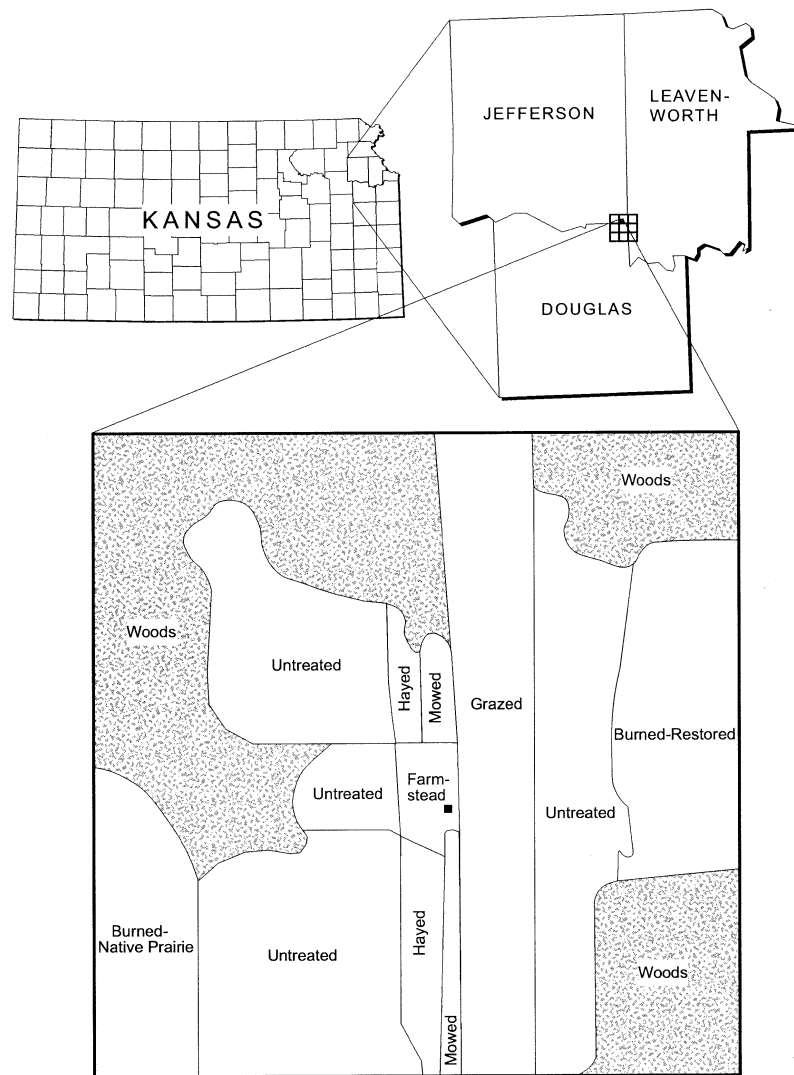 JEFFERSON
LEAVEN-
WORTH
KANSAS
DOUGLAS
Woods
Woods
Untreated
Hayed
Mowed
Grazed
Burned-Restored
Untreated
Farm-
stead
Untreated
Burned-
Native Prairie
Untreated
Hayed
Mowed
Woods